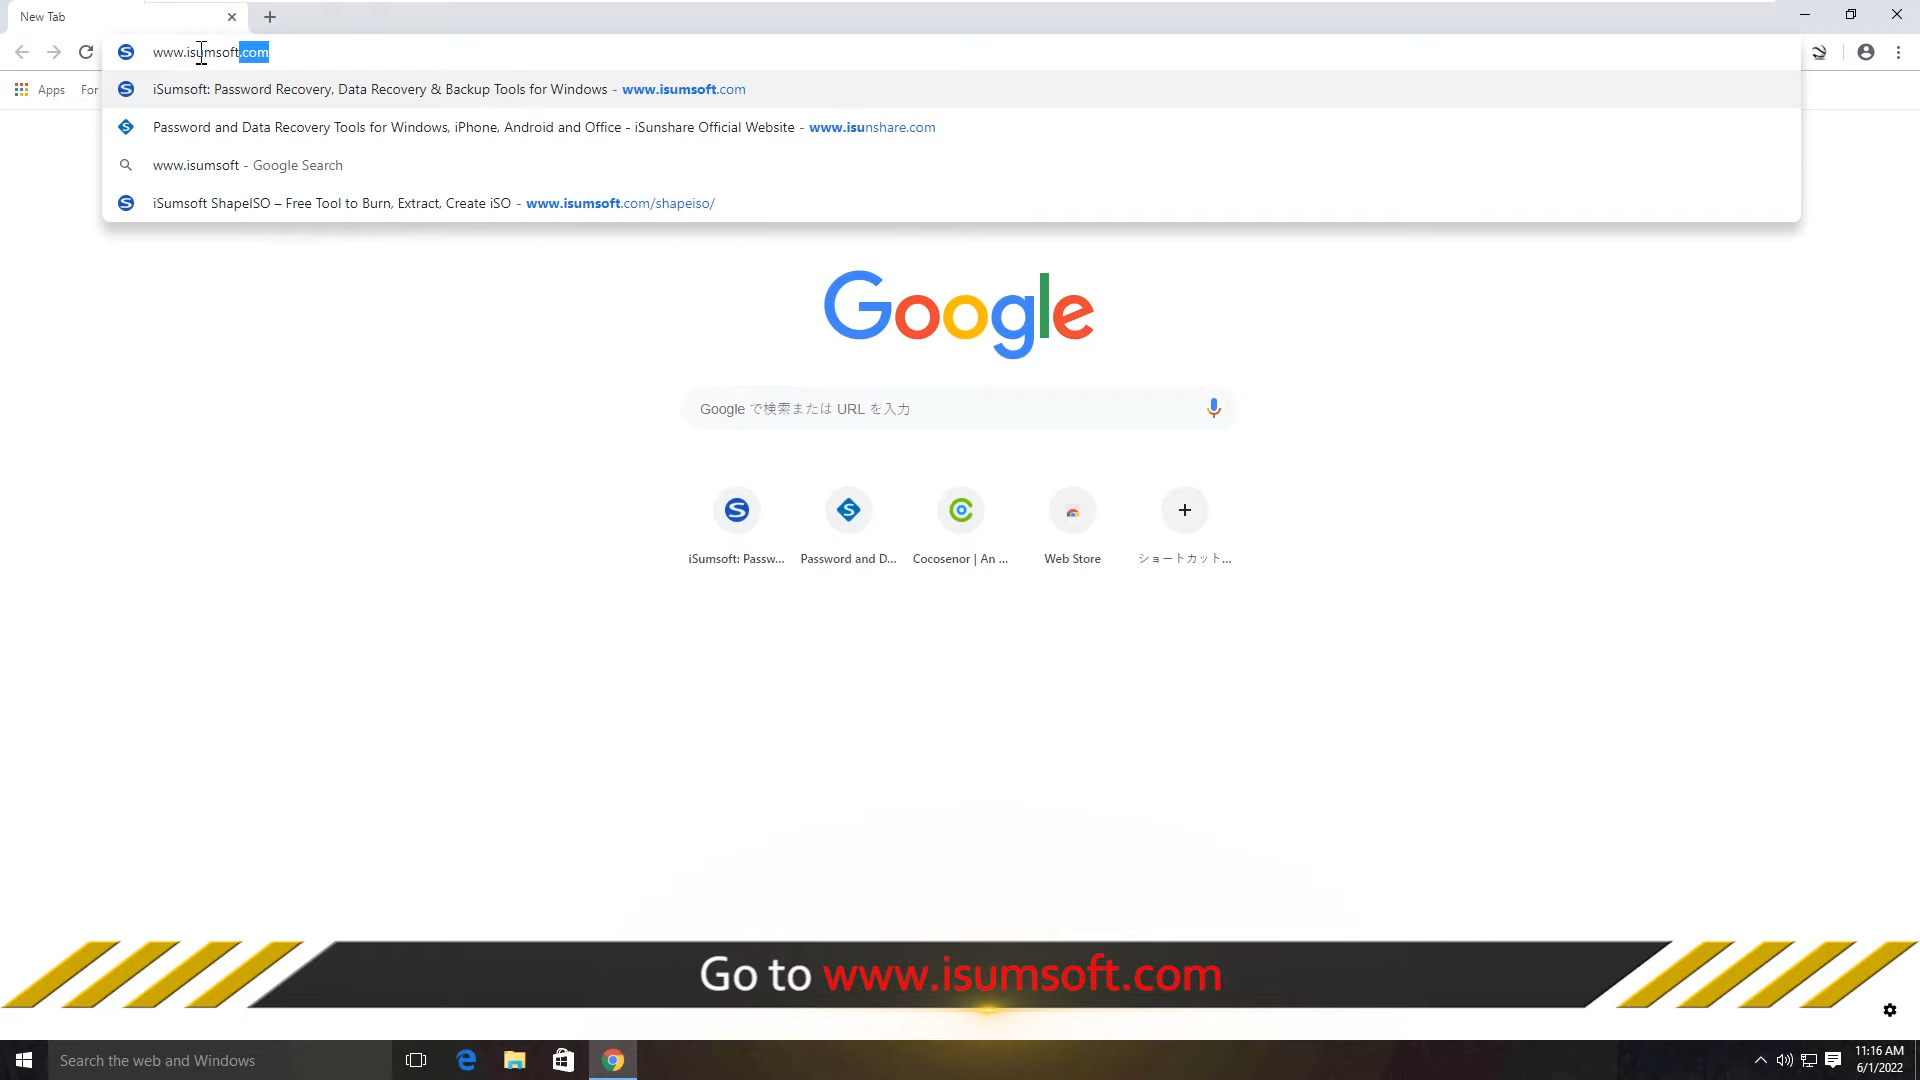 New Tab
www.isumsoft.com
Apps
For
iSumsoft: Password Recovery, Data Recovery & Backup Tools for Windows - www.isumsoft.com
Password and Data Recovery Tools for Windows, iPhone, Android and Office - iSunshare Official Website - www.isunshare.com
www.isumsoft - Google Search
iSumsoft ShapeISO – Free Tool to Burn, Extract, Create iSO - www.isumsoft.com/shapeiso/
Google
Google で検索または URL を入力
iSumsoft: Passw...
Password and D...
Cocosenor | An ...
Web Store
ショートカット...
Go to www.isumsoft.com
Search the web and Windows
11:16 AM
6/1/2022